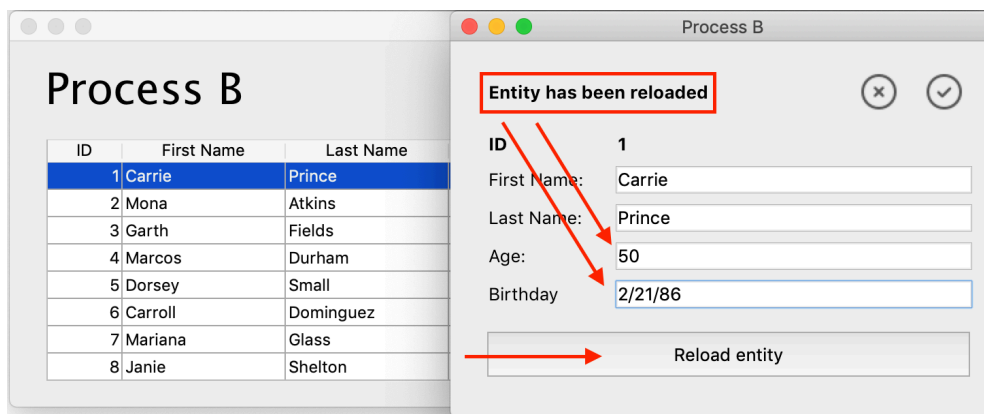 Process B
ID First Name Last Name
1 Carrie Prince
2 Mona Atkins
3 Garth Fields
4 Marcos Durham
5 Dorsey Small
6 Carroll Dominguez
7 Mariana Glass
8 Janie Shelton
Process B
Entity has been reloaded
ID 1
First Name: Carrie
Last Name: Prince
Age: 50
Birthday 2/21/86
Reload entity